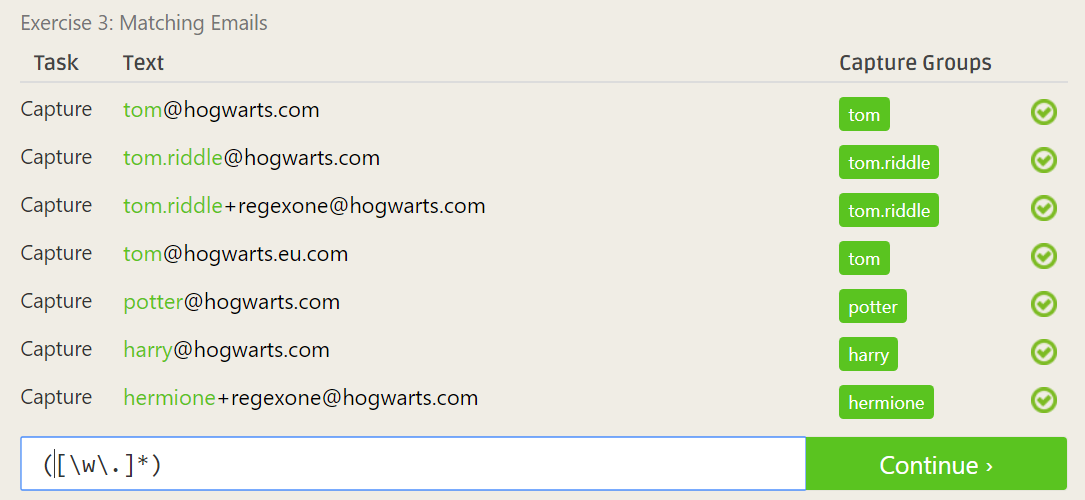 Exercise 3: Matching Emails
Task Text Capture Groups
Capture tom@hogwarts.com tom
Capture tom.riddle@hogwarts.com tom.riddle
Capture tom.riddle+regexone@hogwarts.com tom.riddle
Capture tom@hogwarts.eu.com tom
Capture potter@hogwarts.com potter
Capture harry@hogwarts.com harry
Capture hermione+regexone@hogwarts.com hermione
([\w\.]*) Continue ›